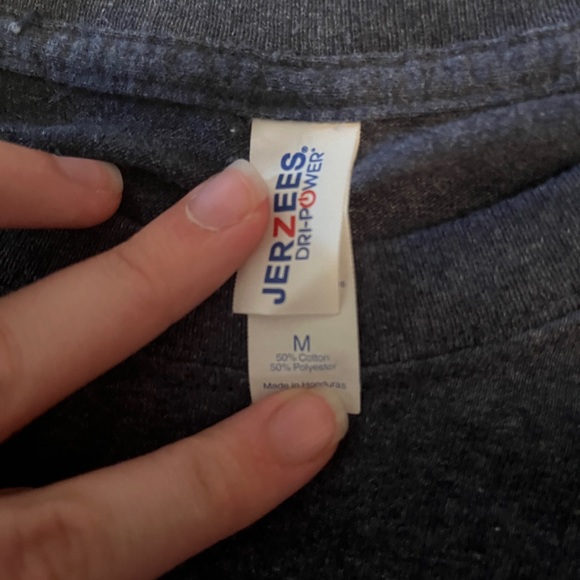 JERZEES®
DRI-POWER®
M
50% Cotton
50% Polyester
Made in Honduras